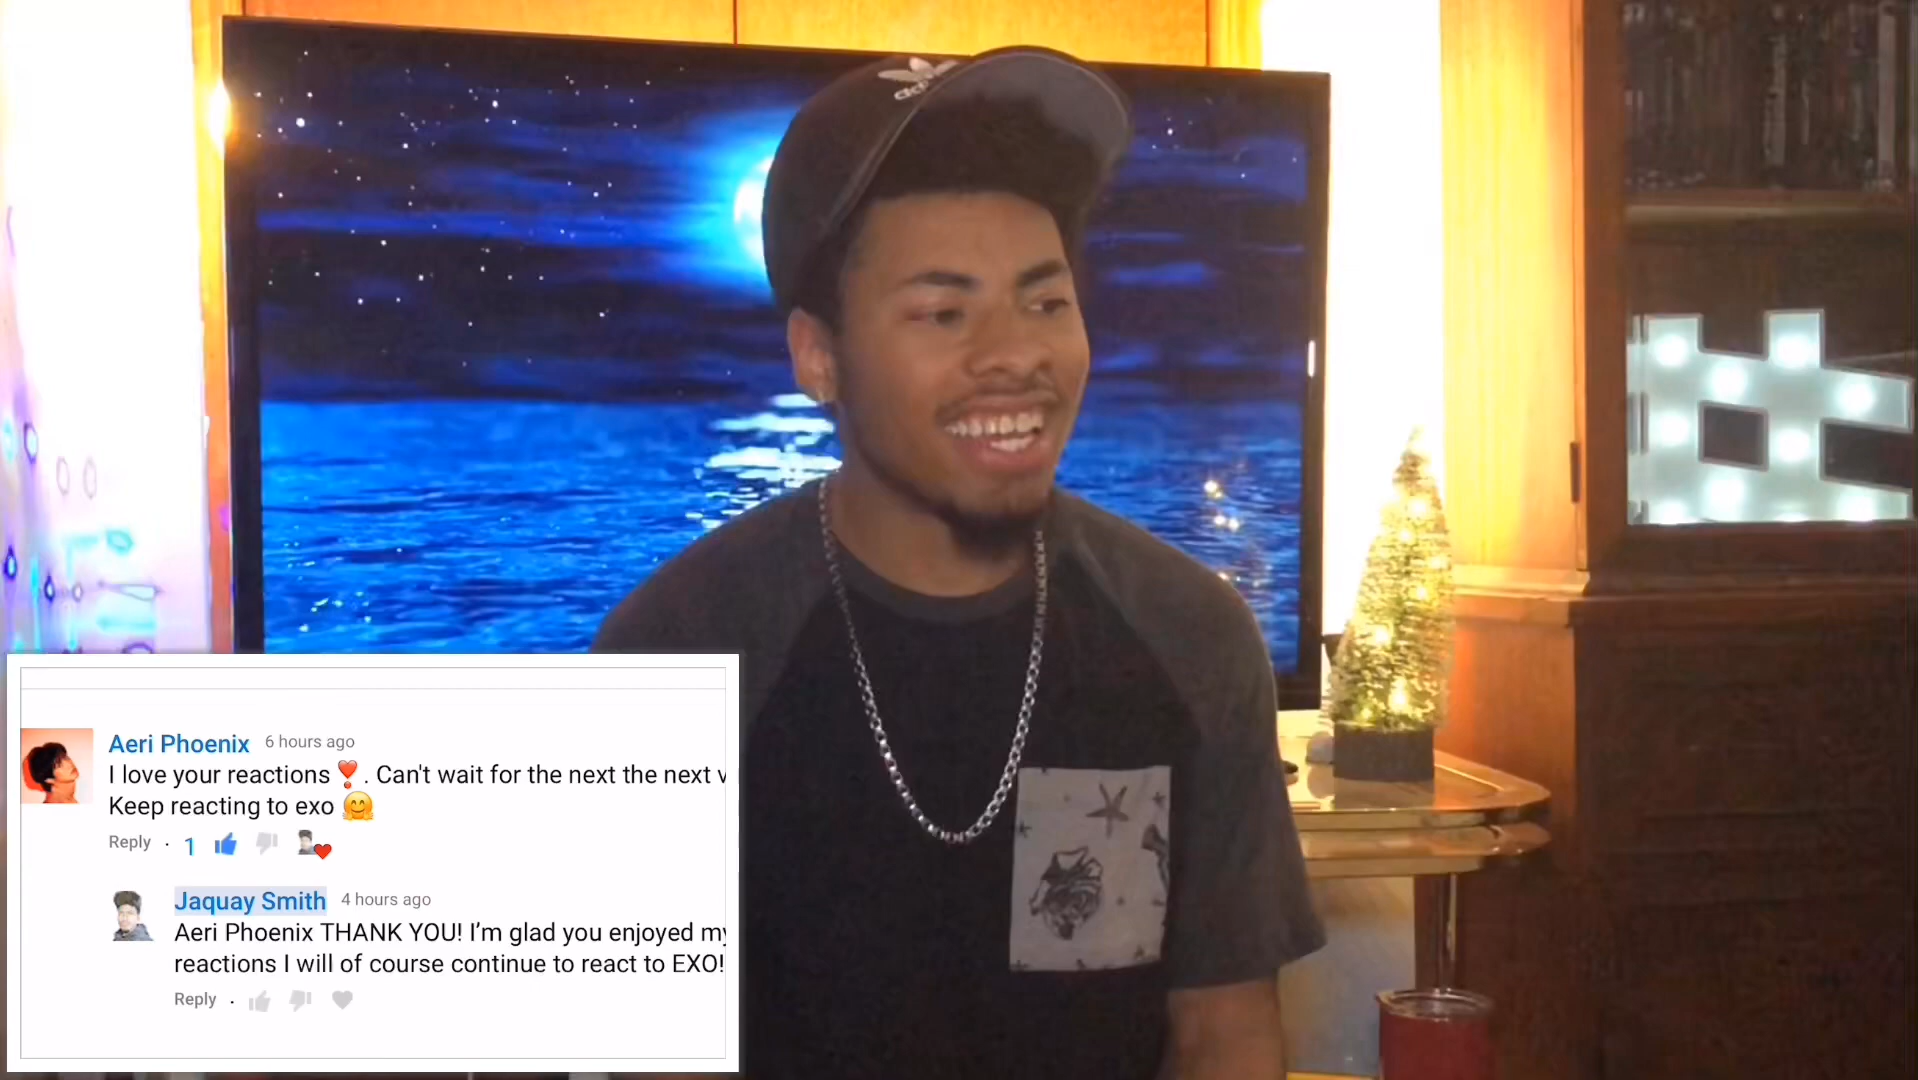 Aeri Phoenix 6 hours ago
I love your reactions ❣️. Can't wait for the next the next v
Keep reacting to exo 🤗
Reply · 1
Jaquay Smith 4 hours ago
Aeri Phoenix THANK YOU! I'm glad you enjoyed my
reactions I will of course continue to react to EXO!
Reply ·